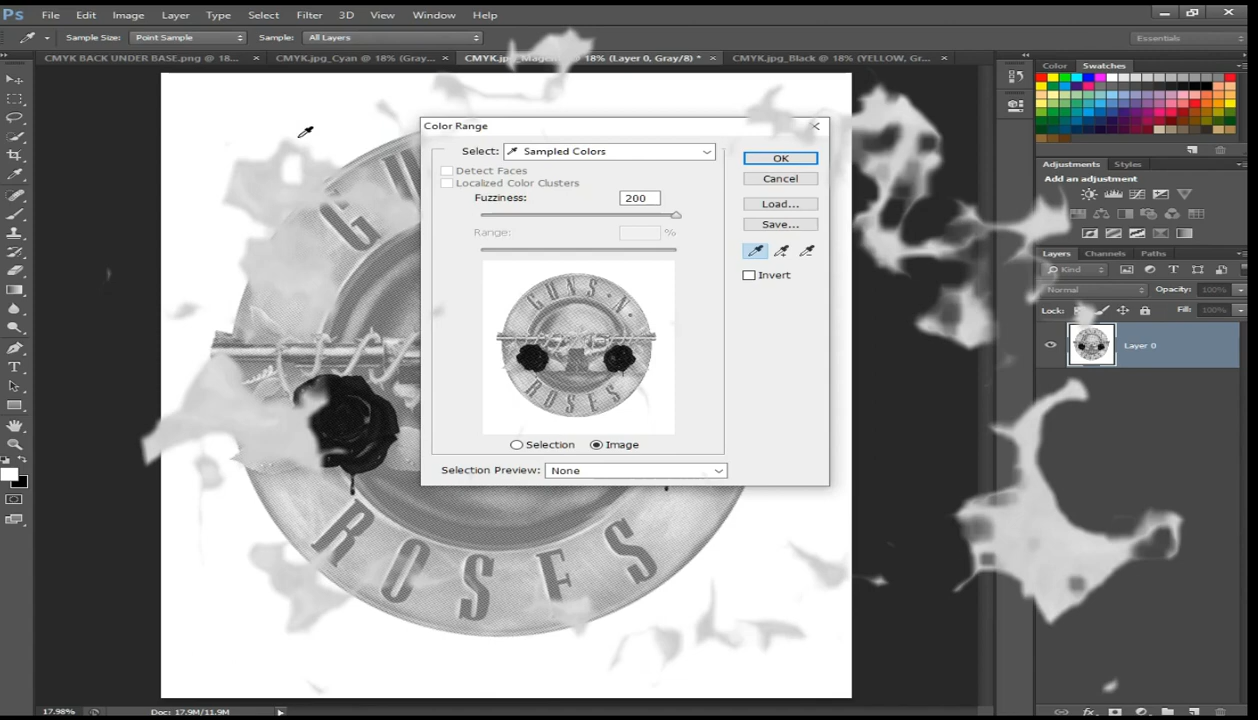 Ps File Edit Image Layer Type Select Filter 3D View Window Help
Sample Size: Point Sample Sample: All Layers Essentials
CMYK BACK UNDER BASE.png @ 18... × CMYK.jpg_Cyan @ 18% (Gray... × CMYK.jpg_Magen @ 18% (Layer 0, Gray/8) * × CMYK.jpg_Black @ 18% (YELLOW, Gr... ×
Color Swatches
Color Range
Select: Sampled Colors
Detect Faces
Localized Color Clusters
Fuzziness: 200
Range: %
OK
Cancel
Load...
Save...
Invert
GUNS N
ROSES
Selection Image
Selection Preview: None
Adjustments Styles
Add an adjustment
Layers Channels Paths
Kind
Normal Opacity: 100%
Lock: Fill: 100%
Layer 0
GU
ROSES
17.98% Doc: 17.9M/11.9M